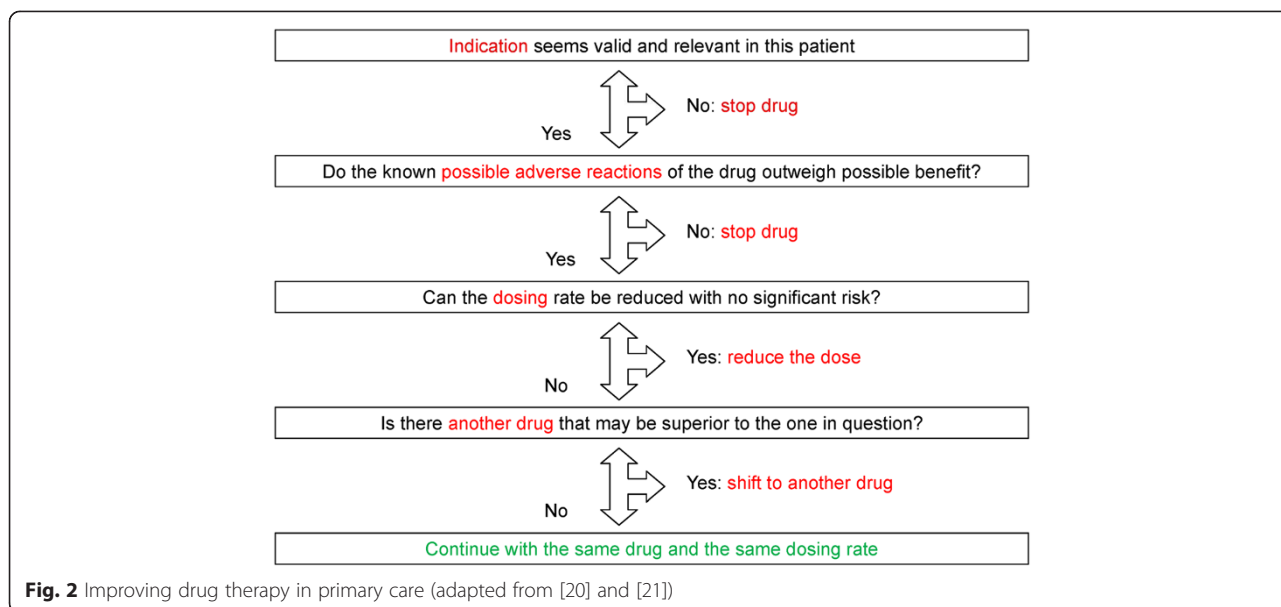 Indication seems valid and relevant in this patient
No: stop drug
Yes
Do the known possible adverse reactions of the drug outweigh possible benefit?
No: stop drug
Yes
Can the dosing rate be reduced with no significant risk?
Yes: reduce the dose
No
Is there another drug that may be superior to the one in question?
Yes: shift to another drug
No
Continue with the same drug and the same dosing rate
Fig. 2 Improving drug therapy in primary care (adapted from [20] and [21])